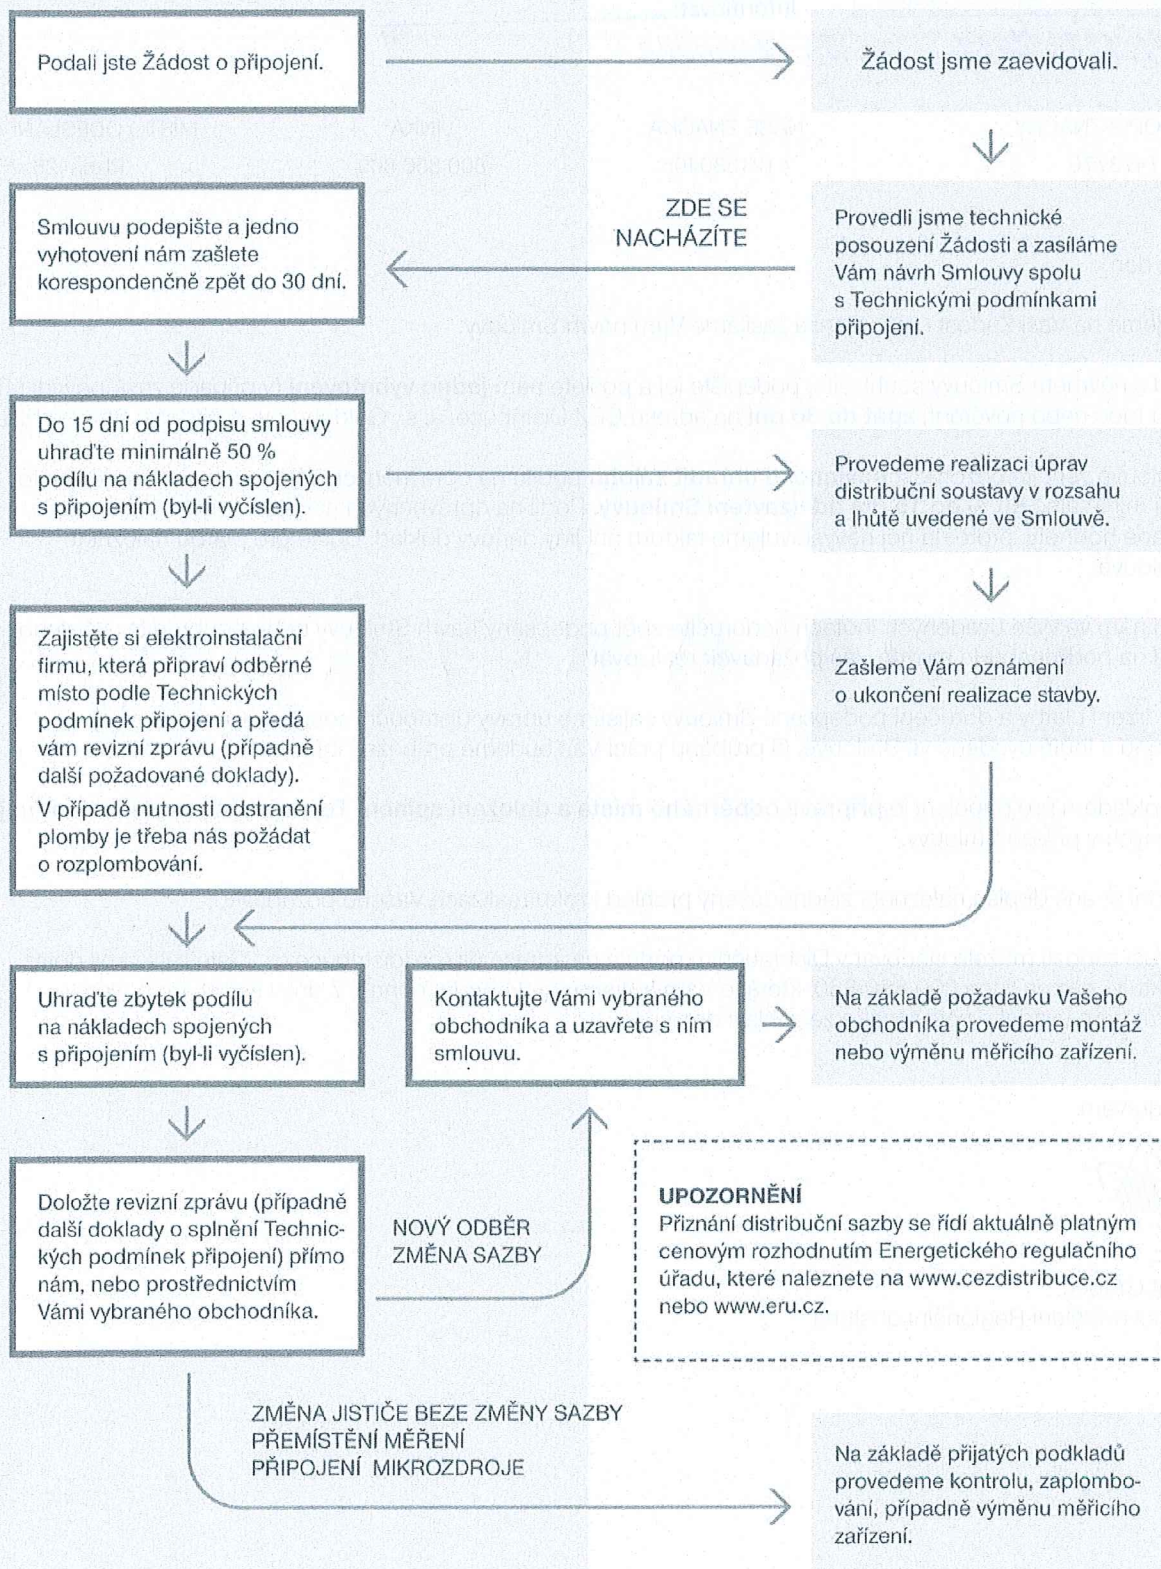 Podali jste Žádost o připojení.
Žádost jsme zaevidovali.
ZDE SE
NACHÁZÍTE
Provedli jsme technické
posouzení Žádosti a zasíláme
Vám návrh Smlouvy spolu
s Technickými podmínkami
připojení.
Smlouvu podepište a jedno
vyhotovení nám zašlete
korespondenčně zpět do 30 dní.
Do 15 dní od podpisu smlouvy
uhraďte minimálně 50 %
podílu na nákladech spojených
s připojením (byl-li vyčíslen).
Provedeme realizaci úprav
distribuční soustavy v rozsahu
a lhůtě uvedené ve Smlouvě.
Zajistěte si elektroinstalační
firmu, která připraví odběrné
místo podle Technických
podmínek připojení a předá
vám revizní zprávu (případně
další požadované doklady).
V případě nutnosti odstranění
plomby je třeba nás požádat
o rozplombování.
Zašleme Vám oznámení
o ukončení realizace stavby.
Uhraďte zbytek podílu
na nákladech spojených
s připojením (byl-li vyčíslen).
Kontaktujte Vámi vybraného
obchodníka a uzavřete s ním
smlouvu.
Na základě požadavku Vašeho
obchodníka provedeme montáž
nebo výměnu měřicího zařízení.
Doložte revizní zprávu (případně
další doklady o splnění Technic-
kých podmínek připojení) přímo
nám, nebo prostřednictvím
Vámi vybraného obchodníka.
NOVÝ ODBĚR
ZMĚNA SAZBY
UPOZORNĚNÍ
Přiznání distribuční sazby se řídí aktuálně platným
cenovým rozhodnutím Energetického regulačního
úřadu, které naleznete na www.cezdistribuce.cz
nebo www.eru.cz.
ZMĚNA JISTIČE BEZE ZMĚNY SAZBY
PŘEMÍSTĚNÍ MĚŘENÍ
PŘIPOJENÍ MIKROZDROJE
Na základě přijatých podkladů
provedeme kontrolu, zaplombo-
vání, případně výměnu měřicího
zařízení.